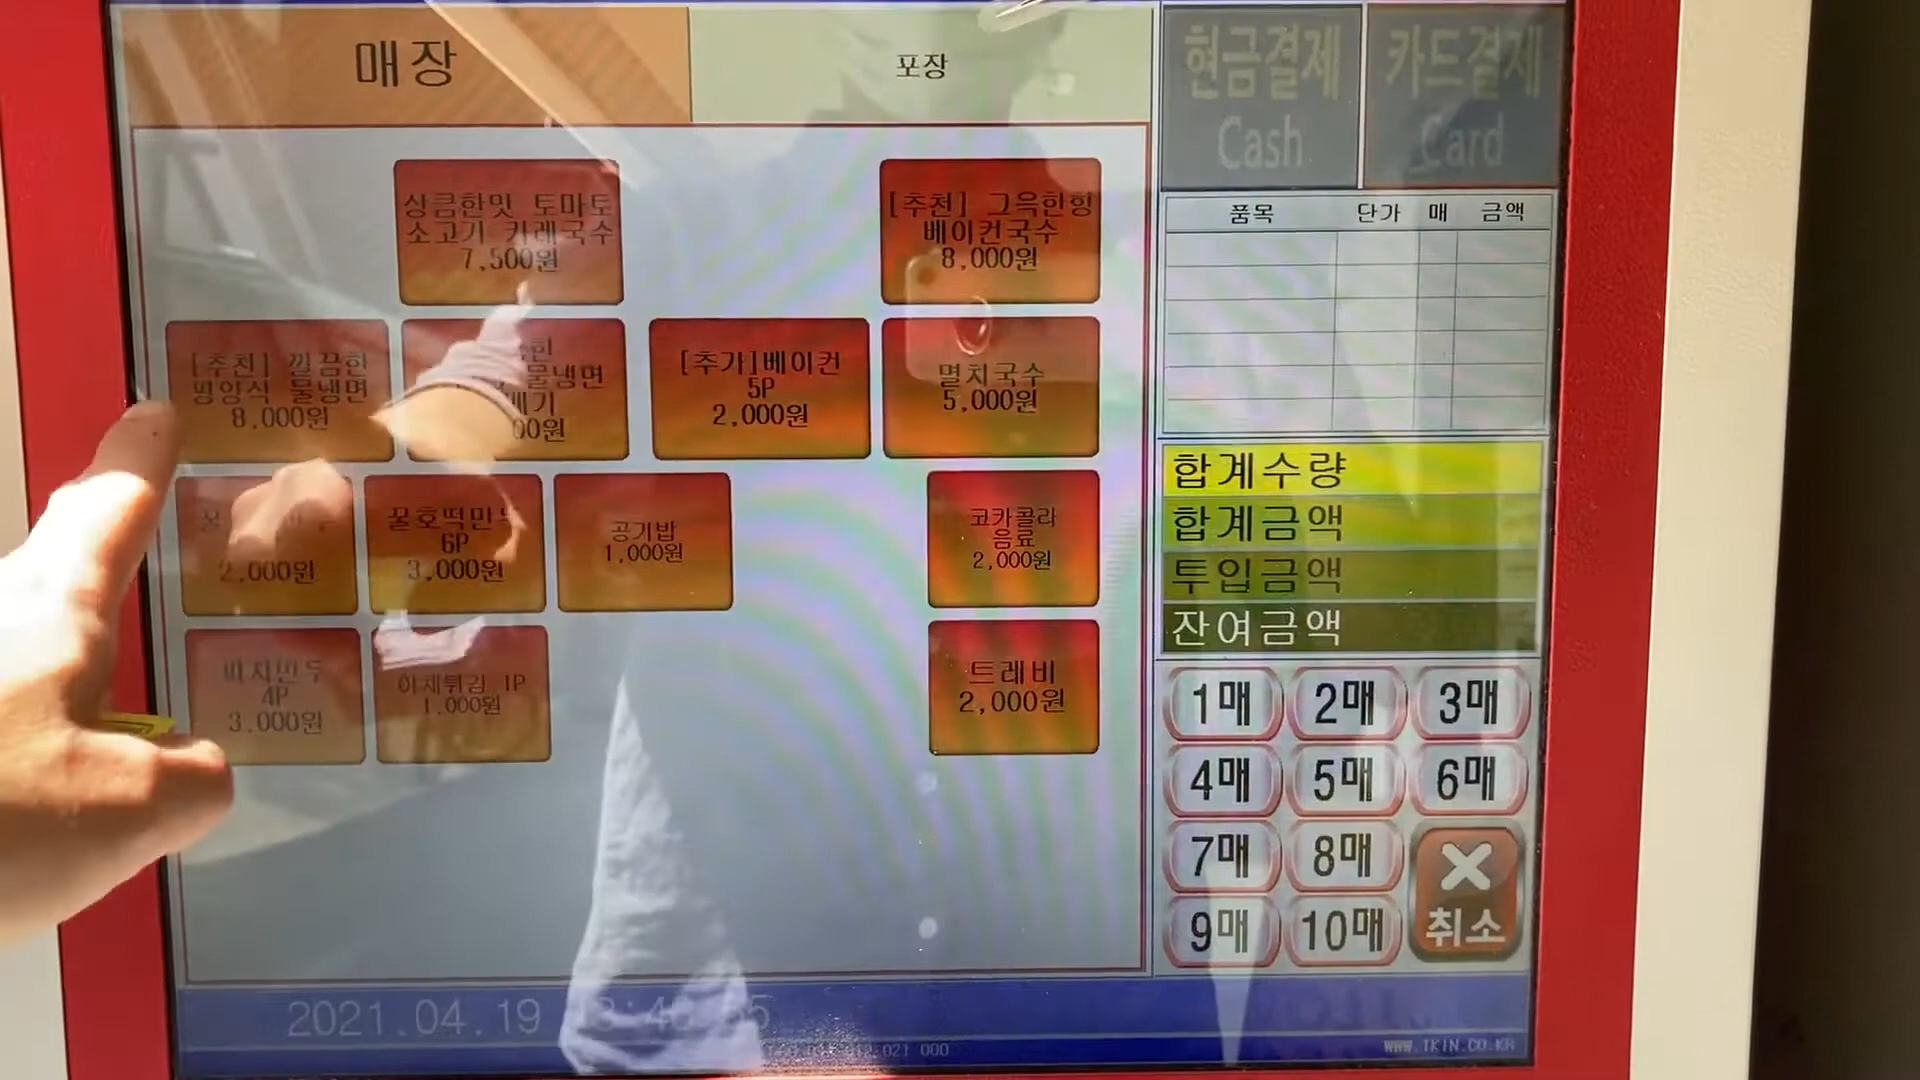 매장
포장
현금결제
Cash
카드결제
Card
상큼한맛 토마토
소고기 카레국수
7,500원
[추천] 그윽한향
베이컨국수
8,000원
[추천] 깔끔한
평양식 물냉면
8,000원
물냉면
[추가]베이컨
5P
2,000원
멸치국수
5,000원
2,000원
꿀호떡만두
6P
3,000원
공기밥
1,000원
코카콜라
음료
2,000원
4P
3,000원
야채튀김 1P
1,000원
트레비
2,000원
품목 단가 매 금액
합계수량
합계금액
투입금액
잔여금액
1매 2매 3매
4매 5매 6매
7매 8매
9매 10매
취소
2021.04.19
WWW.TKIN.CO.KR